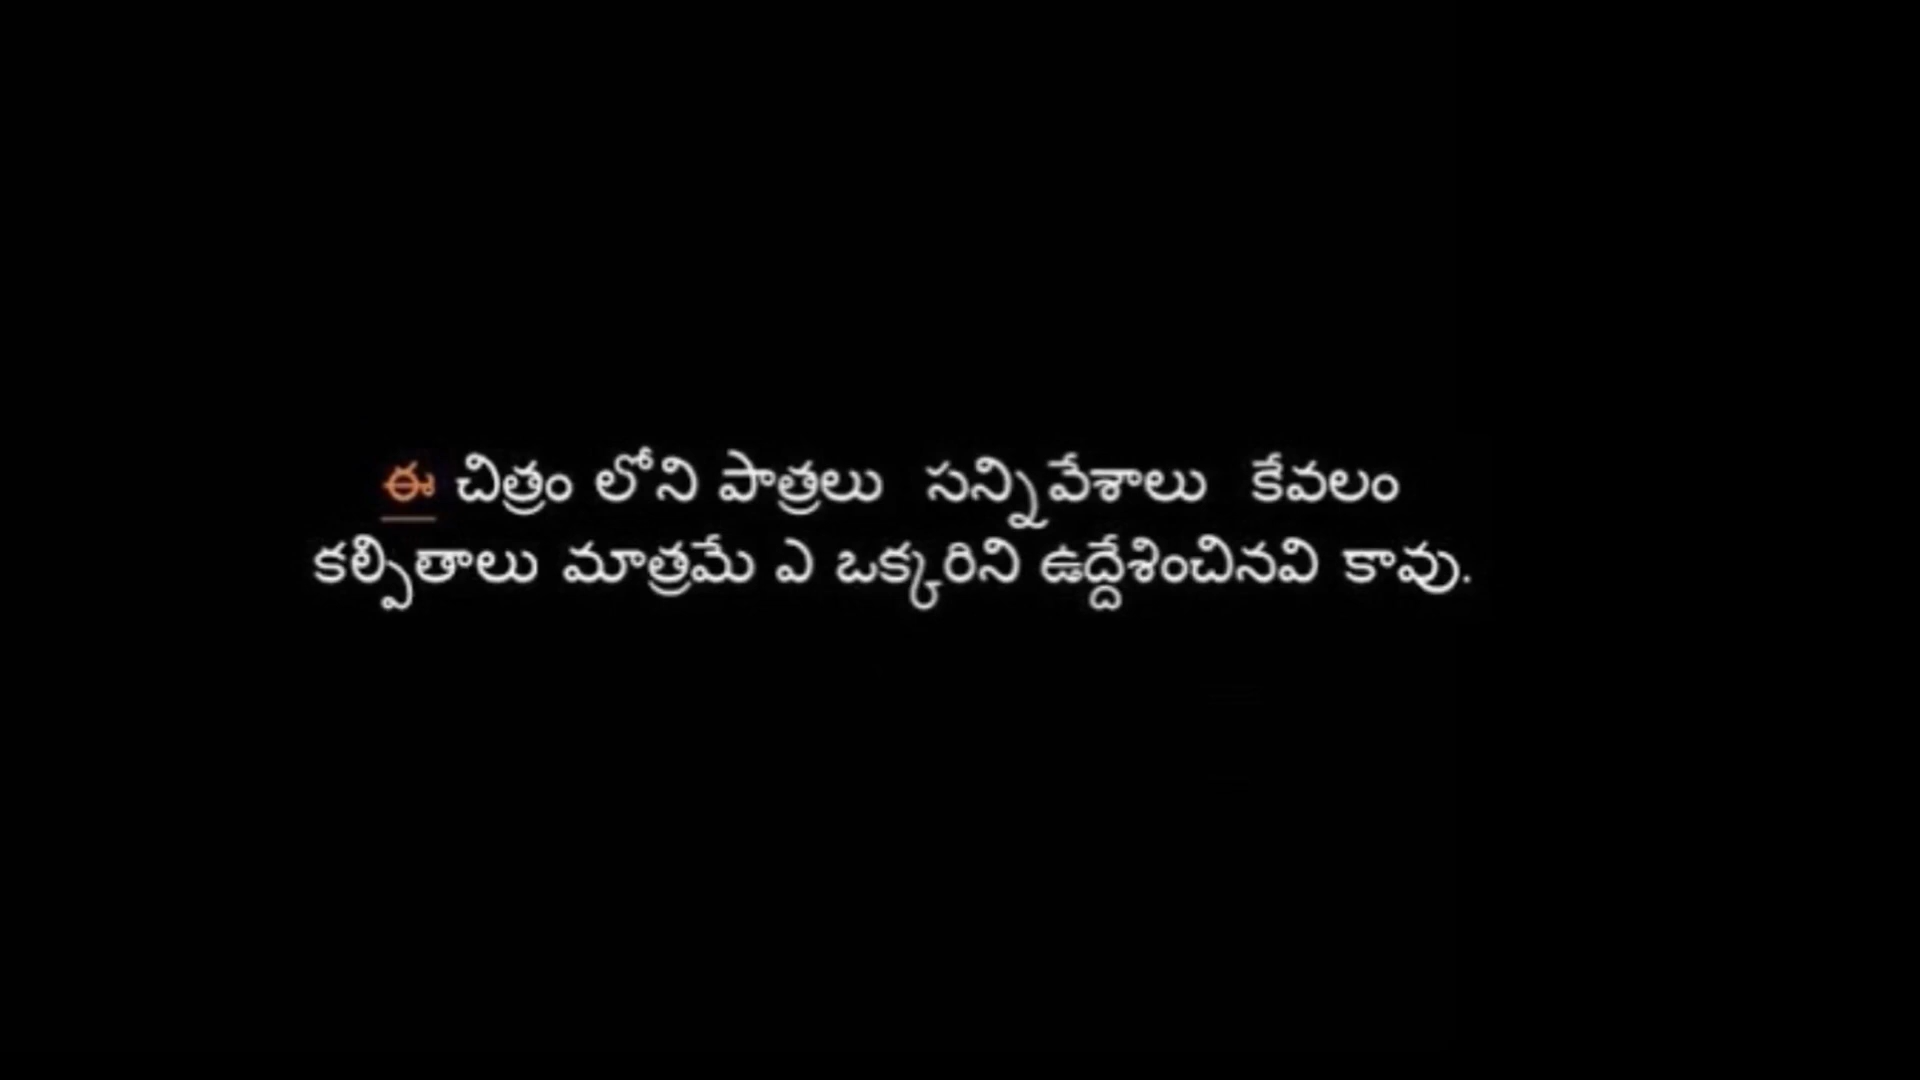 ఈ చిత్రం లోని పాత్రలు సన్నివేశాలు కేవలం
కల్పితాలు మాత్రమే ఎ ఒక్కరిని ఉద్దేశించినవి కావు.